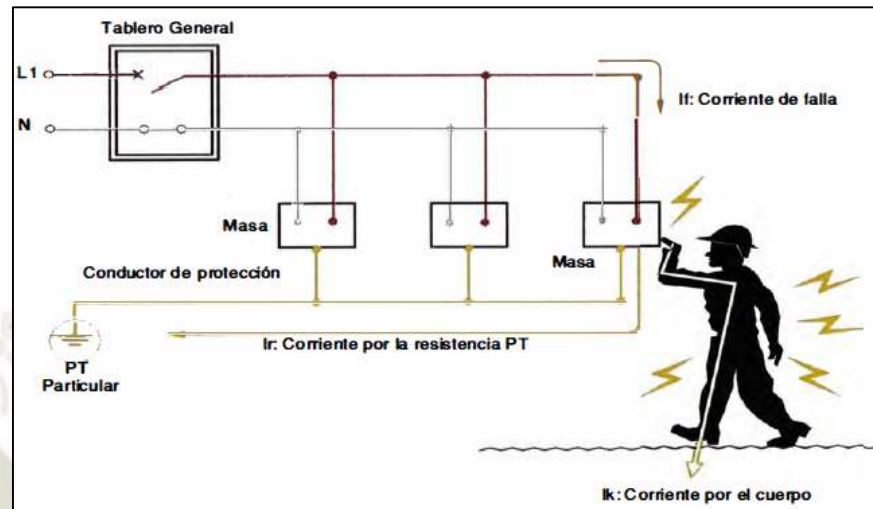 Tablero General
L1
If: Corriente de falla
N
Masa
Masa
Conductor de protección
Ir: Corriente por la resistencia PT
PT
Particular
Ik: Corriente por el cuerpo